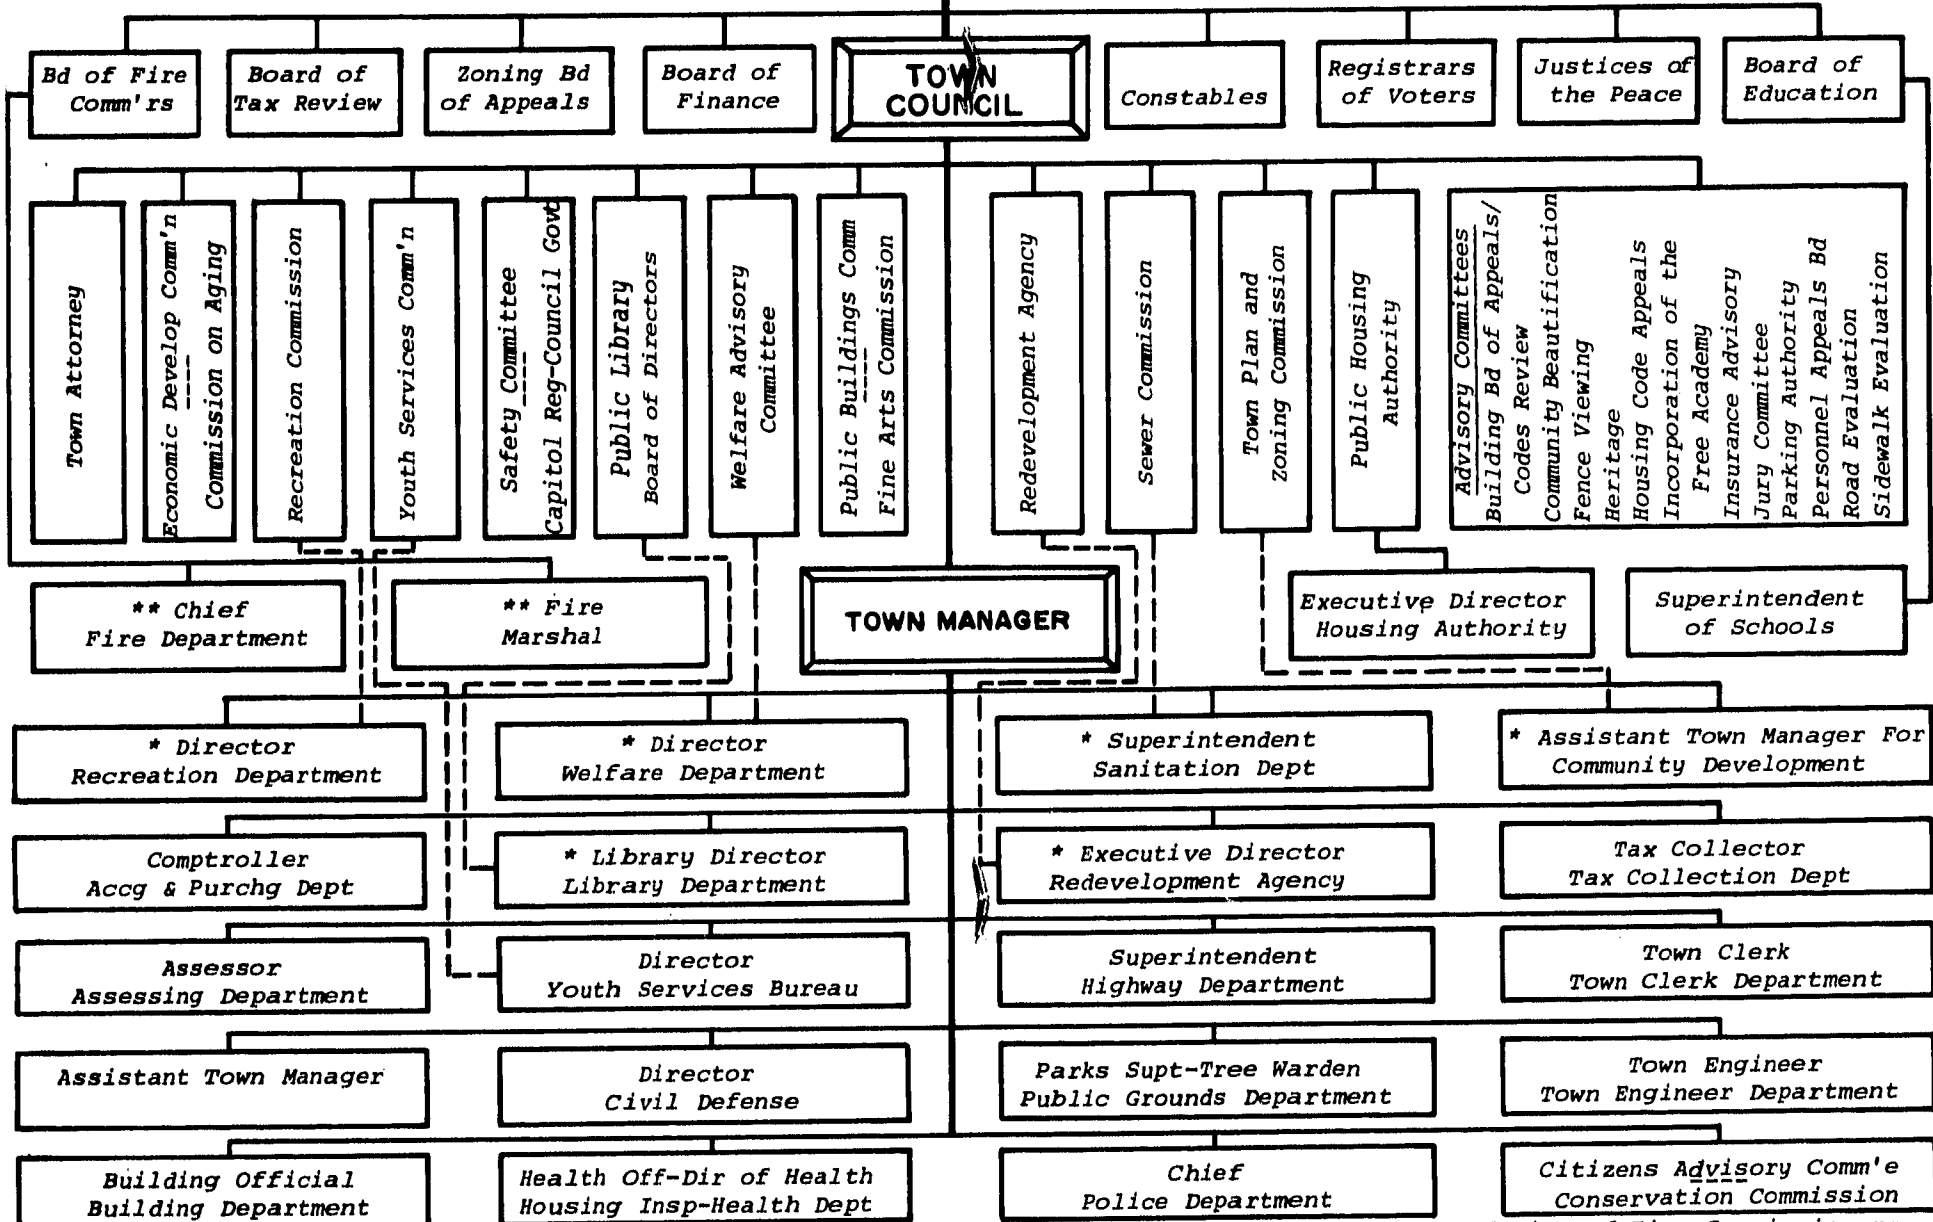 Bd of Fire
Comm'rs
Board of
Tax Review
Zoning Bd
of Appeals
Board of
Finance
TOWN
COUNCIL
Constables
Registrars
of Voters
Justices of
the Peace
Board of
Education
Town Attorney
Economic Develop Comm'n
Commission on Aging
Recreation Commission
Youth Services Comm'n
Safety Committee
Capitol Reg-Council Govt
Public Library
Board of Directors
Welfare Advisory
Committee
Public Buildings Comm
Fine Arts Commission
Redevelopment Agency
Sewer Commission
Town Plan and
Zoning Commission
Public Housing
Authority
Advisory Committees
Building Bd of Appeals/
Codes Review
Community Beautification
Fence Viewing
Heritage
Housing Code Appeals
Incorporation of the
Free Academy
Insurance Advisory
Jury Committee
Parking Authority
Personnel Appeals Bd
Road Evaluation
Sidewalk Evaluation
** Chief
Fire Department
** Fire
Marshal
TOWN MANAGER
Executive Director
Housing Authority
Superintendent
of Schools
* Director
Recreation Department
* Director
Welfare Department
* Superintendent
Sanitation Dept
* Assistant Town Manager For
Community Development
Comptroller
Accg & Purchg Dept
* Library Director
Library Department
* Executive Director
Redevelopment Agency
Tax Collector
Tax Collection Dept
Assessor
Assessing Department
Director
Youth Services Bureau
Superintendent
Highway Department
Town Clerk
Town Clerk Department
Assistant Town Manager
Director
Civil Defense
Parks Supt-Tree Warden
Public Grounds Department
Town Engineer
Town Engineer Department
Building Official
Building Department
Health Off-Dir of Health
Housing Insp-Health Dept
Chief
Police Department
Citizens Advisory Comm'e
Conservation Commission